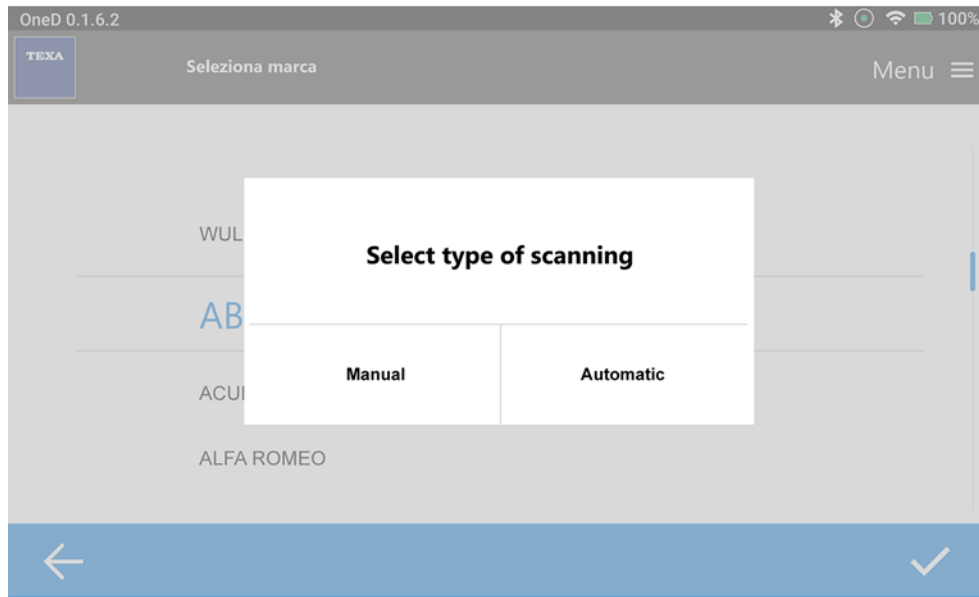 OneD 0.1.6.2
100%
TEXA
Seleziona marca
Menu
WUL
Select type of scanning
AB
Manual
Automatic
ACUI
ALFA ROMEO